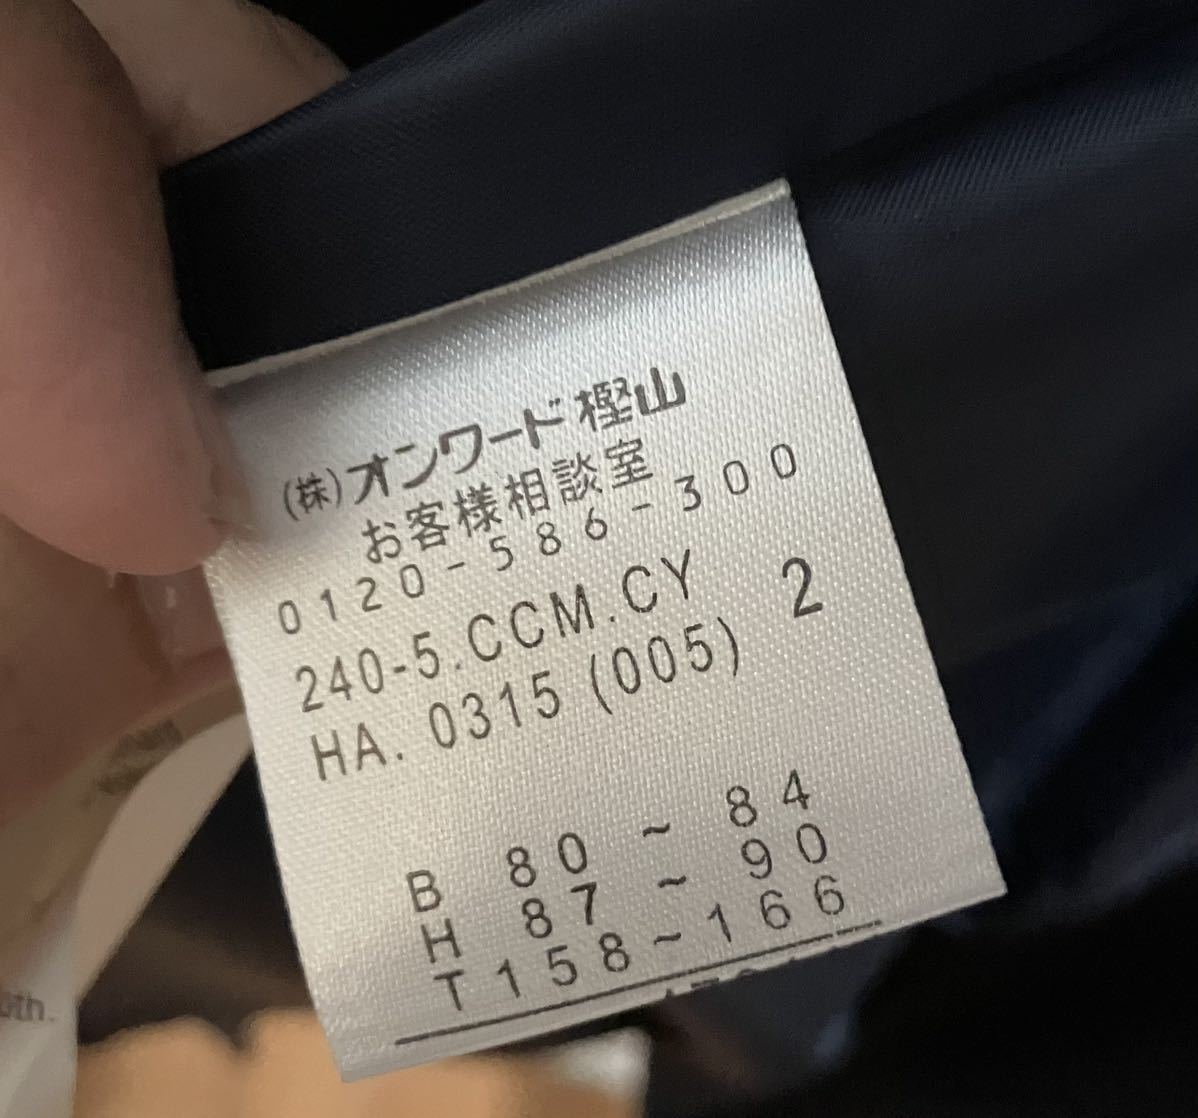 (株)オンワード樫山
お客様相談室
0120-586-300
240-5.CCM.CY 2
HA. 0315 (005)
B 80~84
H 87~90
T158~166